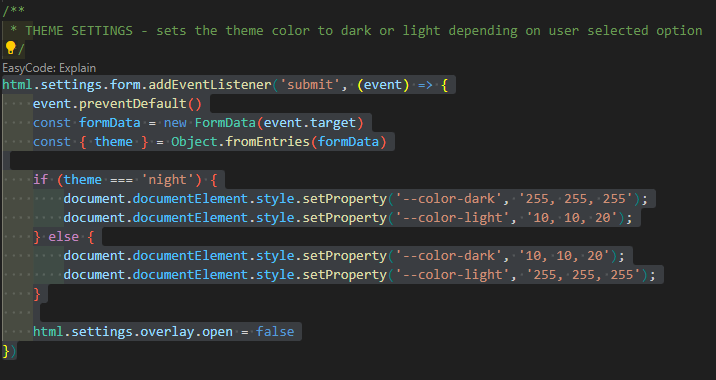 /**
 * THEME SETTINGS - sets the theme color to dark or light depending on user selected option
/
EasyCode: Explain
html.settings.form.addEventListener('submit', (event) => {
    event.preventDefault()
    const formData = new FormData(event.target)
    const { theme } = Object.fromEntries(formData)

    if (theme === 'night') {
        document.documentElement.style.setProperty('--color-dark', '255, 255, 255');
        document.documentElement.style.setProperty('--color-light', '10, 10, 20');
    } else {
        document.documentElement.style.setProperty('--color-dark', '10, 10, 20');
        document.documentElement.style.setProperty('--color-light', '255, 255, 255');
    }

    html.settings.overlay.open = false
})